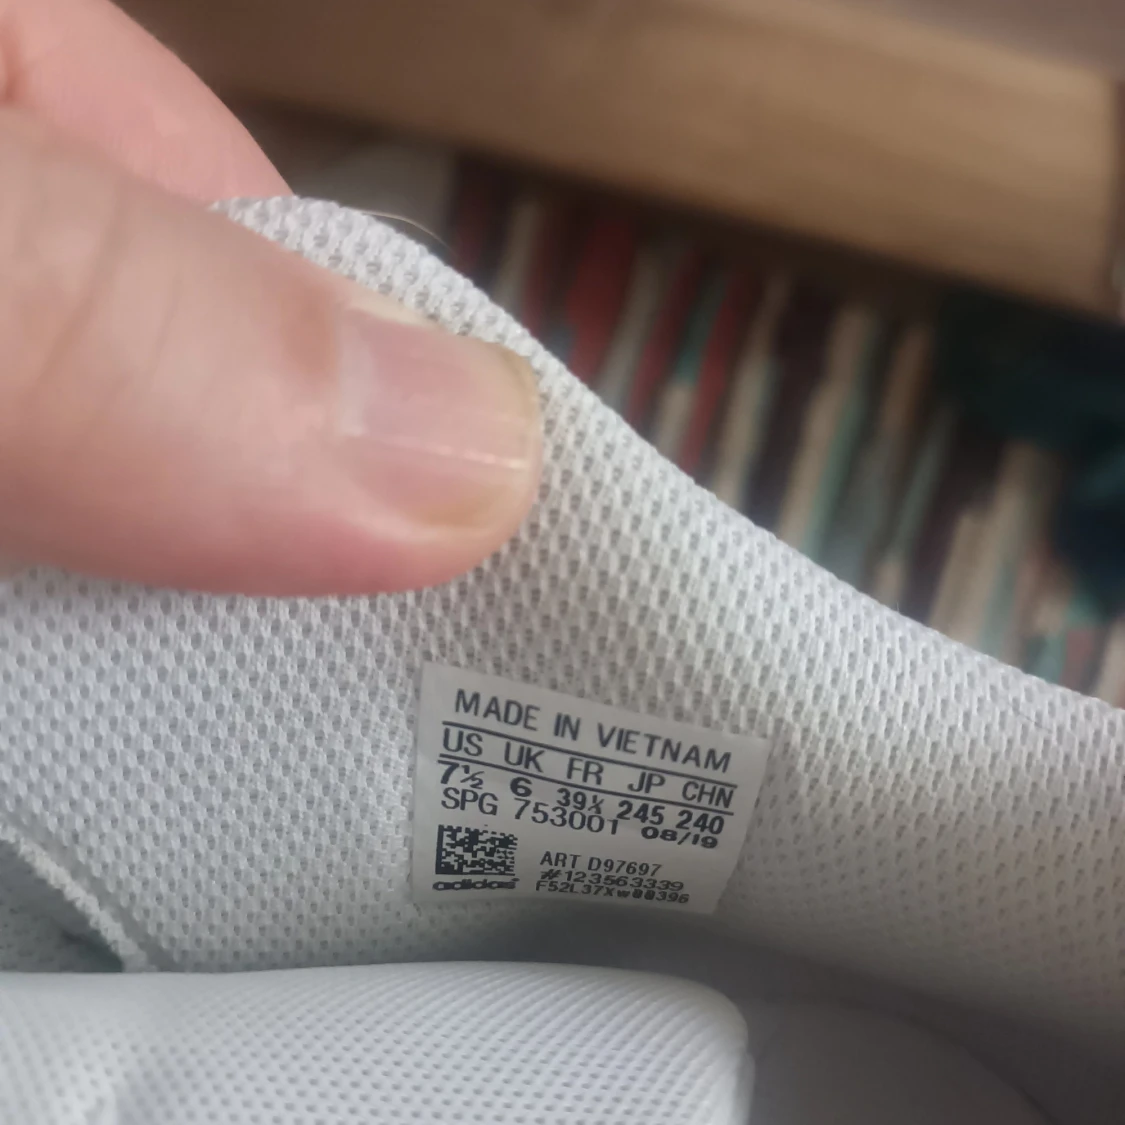 MADE IN VIETNAM
US UK FR JP CHN
7½ 6 39⅓ 245 240
SPG 753001 08/19
ART D97697
#123563339
adidas